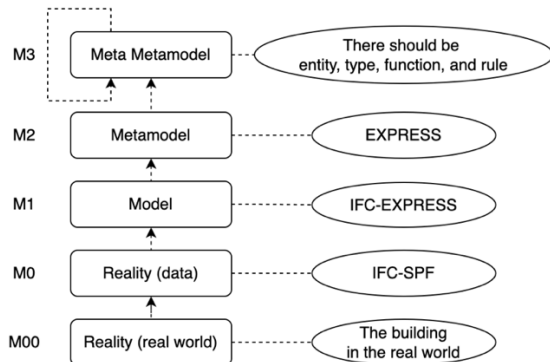 M3
Meta Metamodel
There should be
entity, type, function, and rule
M2
Metamodel
EXPRESS
M1
Model
IFC-EXPRESS
M0
Reality (data)
IFC-SPF
M00
Reality (real world)
The building
in the real world